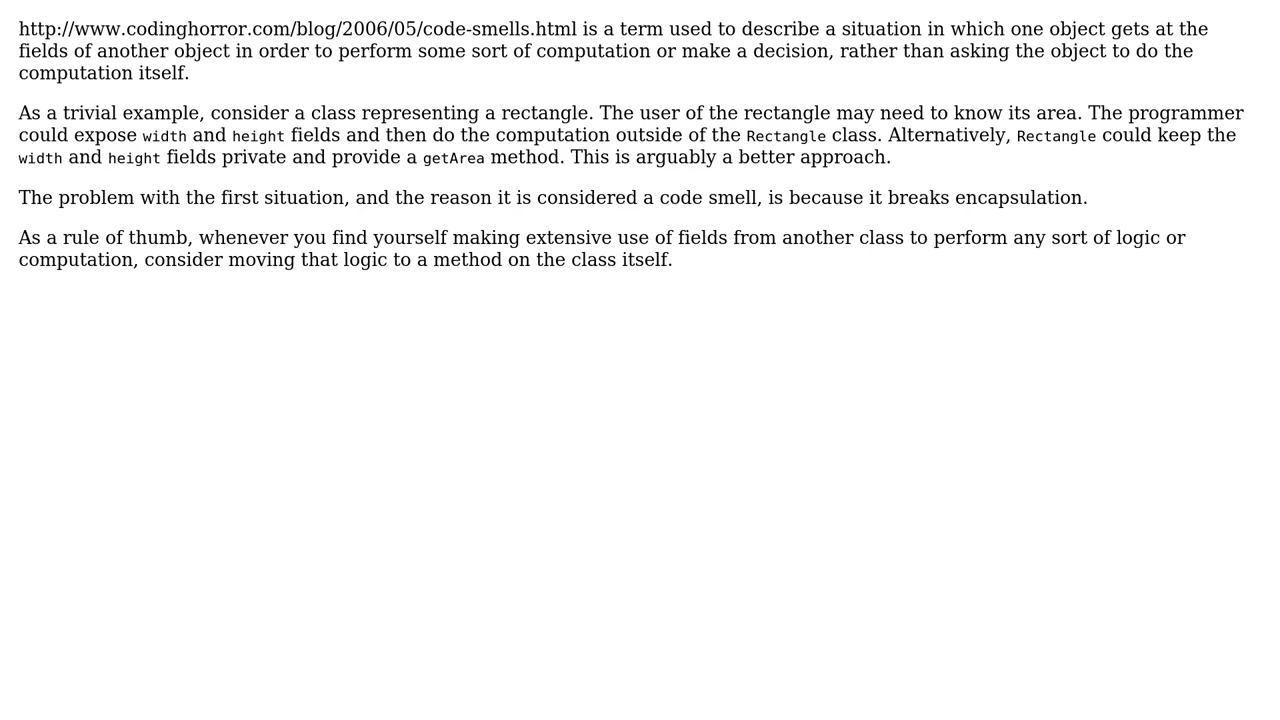 http://www.codinghorror.com/blog/2006/05/code-smells.html is a term used to describe a situation in which one object gets at the
fields of another object in order to perform some sort of computation or make a decision, rather than asking the object to do the
computation itself.
As a trivial example, consider a class representing a rectangle. The user of the rectangle may need to know its area. The programmer
could expose width and height fields and then do the computation outside of the Rectangle class. Alternatively, Rectangle could keep the
width and height fields private and provide a getArea method. This is arguably a better approach.
The problem with the first situation, and the reason it is considered a code smell, is because it breaks encapsulation.
As a rule of thumb, whenever you find yourself making extensive use of fields from another class to perform any sort of logic or
computation, consider moving that logic to a method on the class itself.